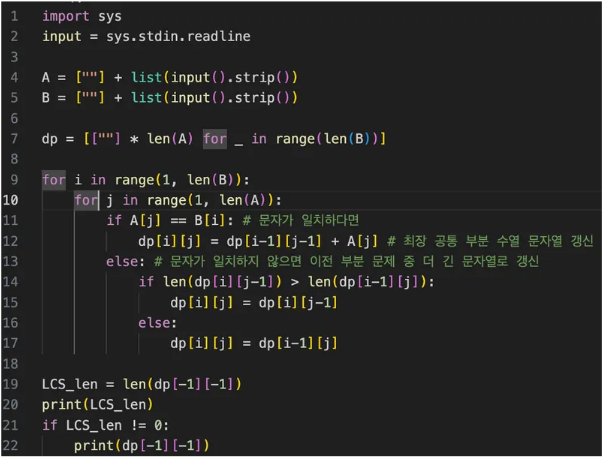 1 import sys
2 input = sys.stdin.readline
3
4 A = [""] + list(input().strip())
5 B = [""] + list(input().strip())
6
7 dp = [[""] * len(A) for _ in range(len(B))]
8
9 for i in range(1, len(B)):
10     for j in range(1, len(A)):
11         if A[j] == B[i]: # 문자가 일치하다면
12             dp[i][j] = dp[i-1][j-1] + A[j] # 최장 공통 부분 수열 문자열 갱신
13         else: # 문자가 일치하지 않으면 이전 부분 문제 중 더 긴 문자열로 갱신
14             if len(dp[i][j-1]) > len(dp[i-1][j]):
15                 dp[i][j] = dp[i][j-1]
16             else:
17                 dp[i][j] = dp[i-1][j]
18
19 LCS_len = len(dp[-1][-1])
20 print(LCS_len)
21 if LCS_len != 0:
22     print(dp[-1][-1])